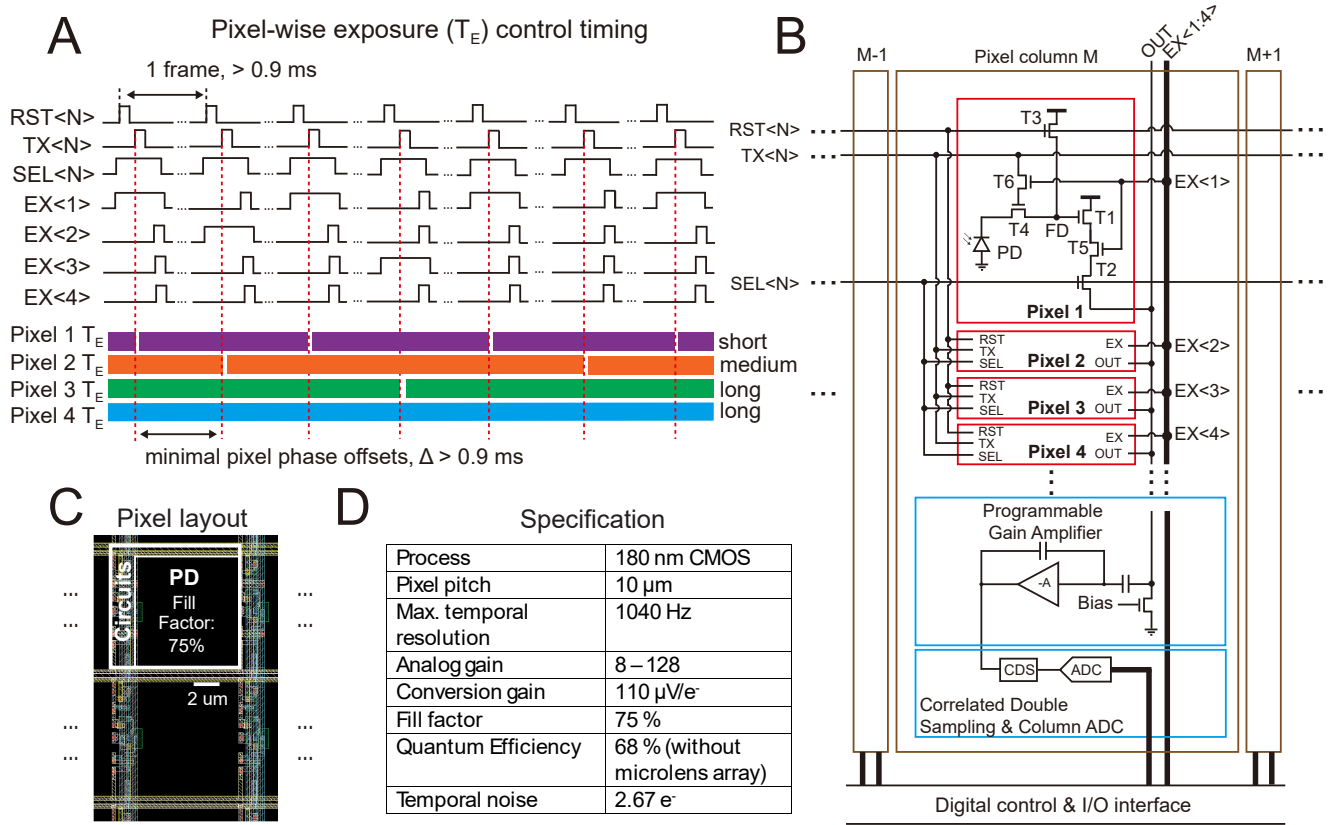 A
Pixel-wise exposure (T_E) control timing
1 frame, > 0.9 ms
RST<N>
TX<N>
SEL<N>
EX<1>
EX<2>
EX<3>
EX<4>
Pixel 1 T_E
short
Pixel 2 T_E
medium
Pixel 3 T_E
long
Pixel 4 T_E
long
minimal pixel phase offsets, Δ > 0.9 ms
B
M-1
Pixel column M
OUT
EX<1:4>
M+1
RST<N>
TX<N>
SEL<N>
T3
T6
T4
FD
T1
T5
T2
PD
EX<1>
Pixel 1
RST
TX
SEL
EX
OUT
Pixel 2
EX<2>
RST
TX
SEL
EX
OUT
Pixel 3
EX<3>
RST
TX
SEL
EX
OUT
Pixel 4
EX<4>
Programmable
Gain Amplifier
-A
Bias
CDS
ADC
Correlated Double
Sampling & Column ADC
Digital control & I/O interface
C
Pixel layout
Circuits
PD
Fill
Factor:
75%
2 um
D
Specification
Process 180 nm CMOS
Pixel pitch 10 µm
Max. temporal 1040 Hz
resolution
Analog gain 8 – 128
Conversion gain 110 µV/e⁻
Fill factor 75 %
Quantum Efficiency 68 % (without
microlens array)
Temporal noise 2.67 e⁻